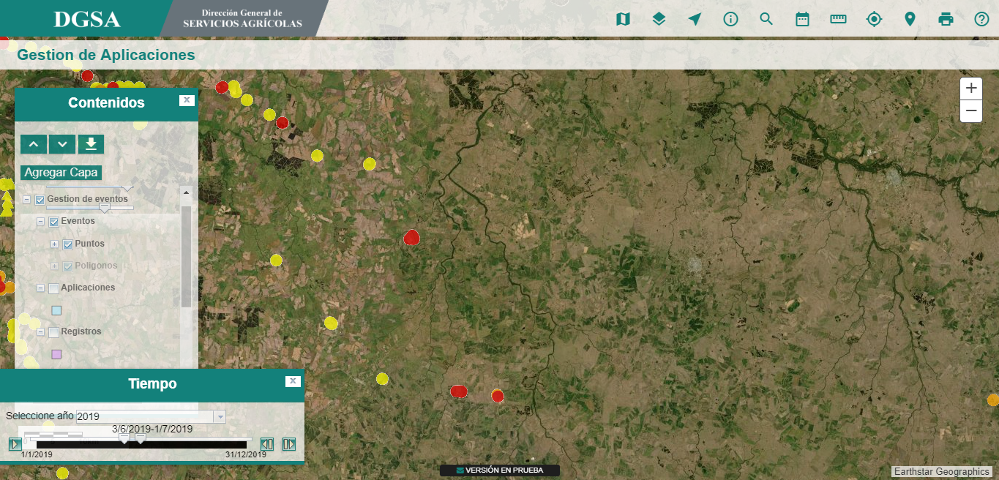 DGSA
Dirección General de
SERVICIOS AGRÍCOLAS
Gestion de Aplicaciones
Contenidos
Agregar Capa
Gestion de eventos
Eventos
Puntos
Poligonos
Aplicaciones
Registros
Tiempo
Seleccione año 2019
3/6/2019-1/7/2019
1/1/2019
31/12/2019
VERSIÓN EN PRUEBA
Earthstar Geographics